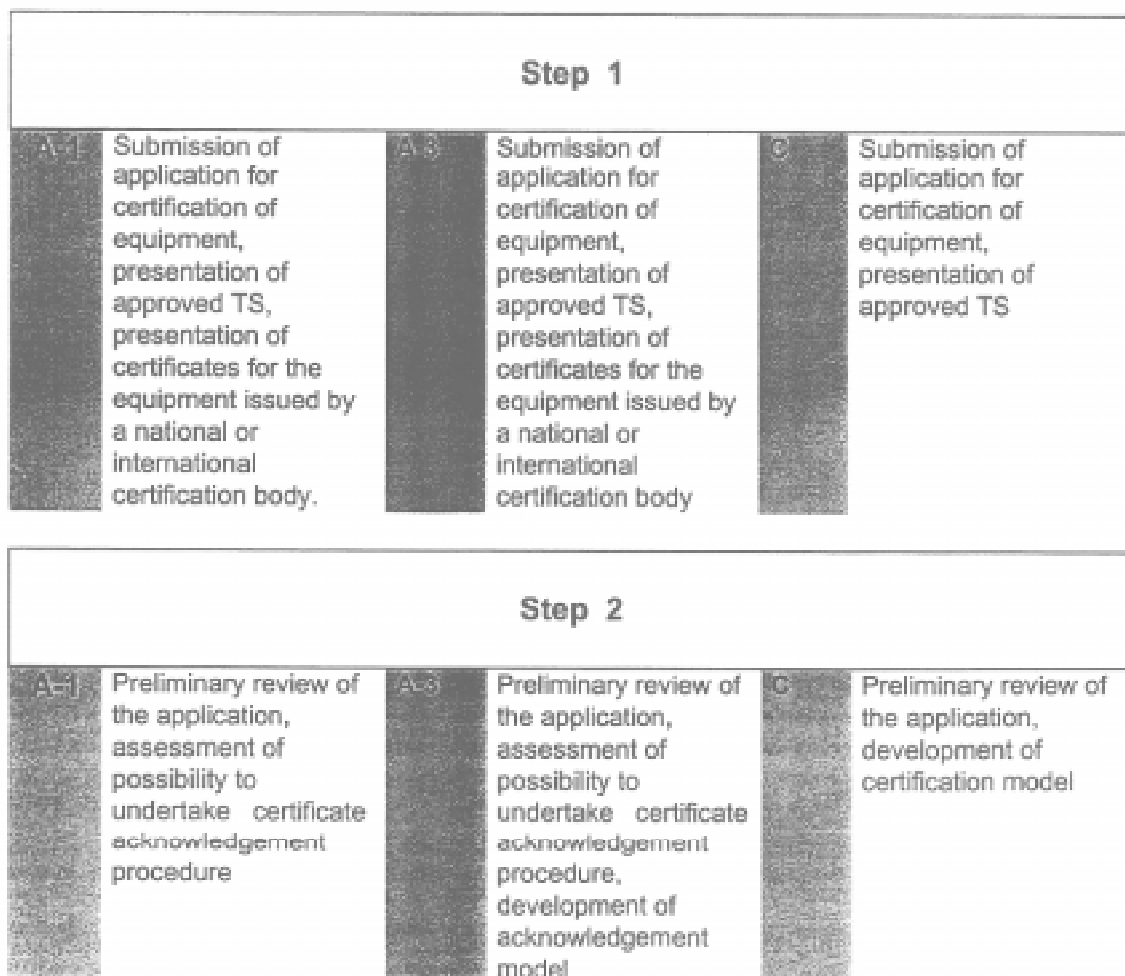 Step 1
A-1
Submission of
application for
certification of
equipment,
presentation of
approved TS,
presentation of
certificates for the
equipment issued by
a national or
international
certification body.
A-3
Submission of
application for
certification of
equipment,
presentation of
approved TS,
presentation of
certificates for the
equipment issued by
a national or
international
certification body
C
Submission of
application for
certification of
equipment,
presentation of
approved TS
Step 2
A-1
Preliminary review of
the application,
assessment of
possibility to
undertake certificate
acknowledgement
procedure
A-3
Preliminary review of
the application,
assessment of
possibility to
undertake certificate
acknowledgement
procedure,
development of
acknowledgement
model
C
Preliminary review of
the application,
development of
certification model